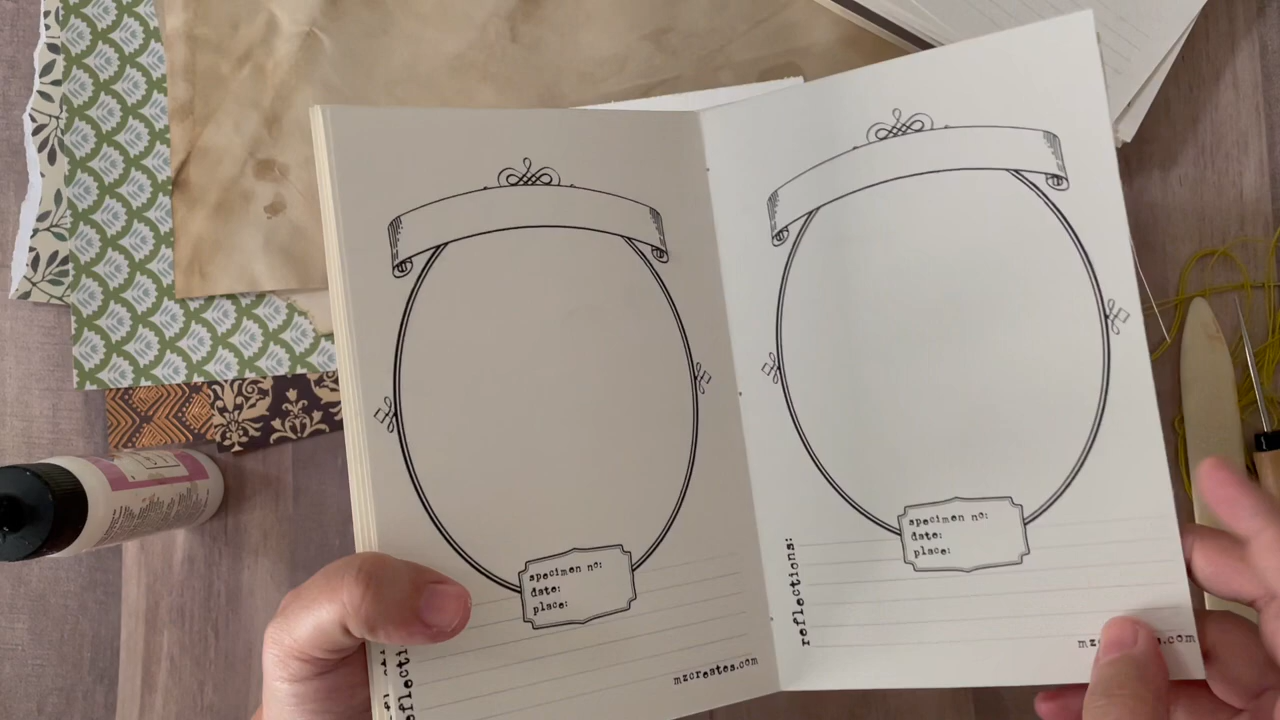 specimen no:
date:
place:
reflections:
mzcreates.com
specimen no:
date:
place:
reflections: